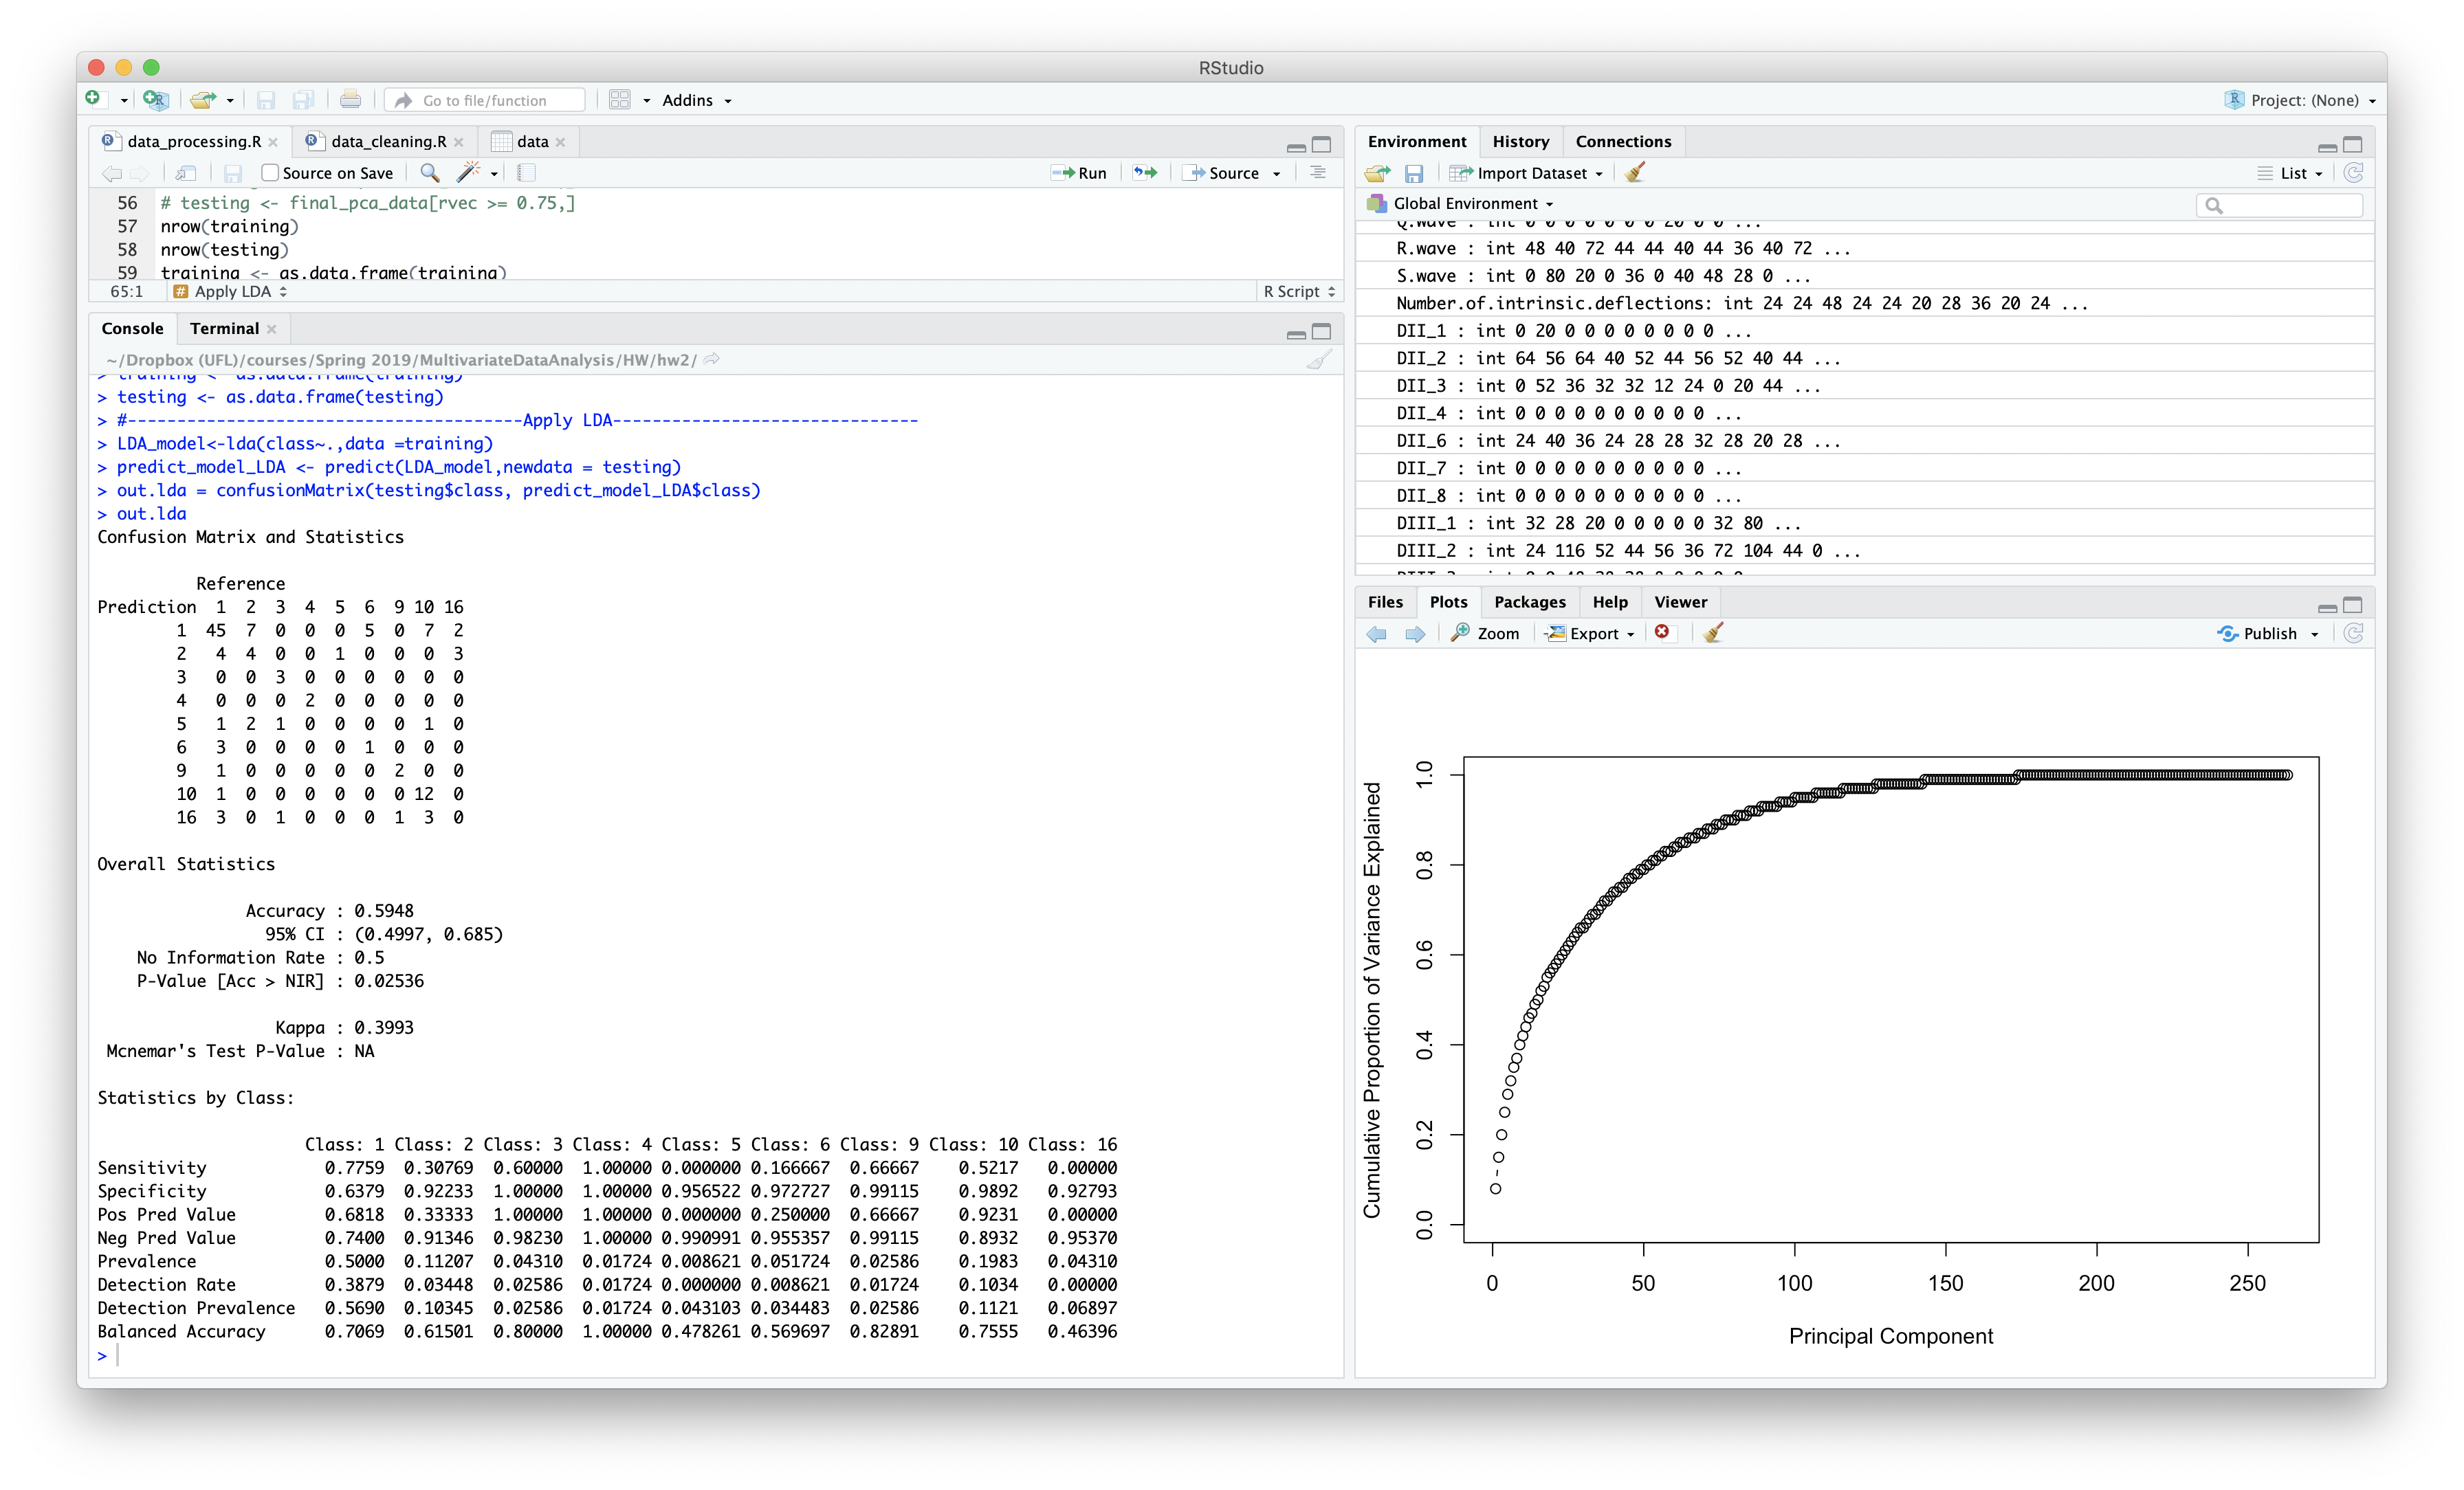 RStudio
Go to file/function
Addins
Project: (None)
data_processing.R
data_cleaning.R
data
Source on Save
Run
Source
56 # testing <- final_pca_data[rvec >= 0.75,]
57 nrow(training)
58 nrow(testing)
59 training <- as.data.frame(training)
65:1 # Apply LDA
R Script
Console
Terminal
~/Dropbox (UFL)/courses/Spring 2019/MultivariateDataAnalysis/HW/hw2/
> training <- as.data.frame(training)
> testing <- as.data.frame(testing)
> #----------------------------------------Apply LDA-------------------------------
> LDA_model<-lda(class~.,data =training)
> predict_model_LDA <- predict(LDA_model,newdata = testing)
> out.lda = confusionMatrix(testing$class, predict_model_LDA$class)
> out.lda
Confusion Matrix and Statistics
Reference
Prediction 1 2 3 4 5 6 9 10 16
1 45 7 0 0 0 5 0 7 2
2 4 4 0 0 1 0 0 0 3
3 0 0 3 0 0 0 0 0 0
4 0 0 0 2 0 0 0 0 0
5 1 2 1 0 0 0 0 1 0
6 3 0 0 0 0 1 0 0 0
9 1 0 0 0 0 0 2 0 0
10 1 0 0 0 0 0 0 12 0
16 3 0 1 0 0 0 1 3 0
Overall Statistics
Accuracy : 0.5948
95% CI : (0.4997, 0.685)
No Information Rate : 0.5
P-Value [Acc > NIR] : 0.02536
Kappa : 0.3993
Mcnemar's Test P-Value : NA
Statistics by Class:
Class: 1 Class: 2 Class: 3 Class: 4 Class: 5 Class: 6 Class: 9 Class: 10 Class: 16
Sensitivity 0.7759 0.30769 0.60000 1.00000 0.000000 0.166667 0.66667 0.5217 0.00000
Specificity 0.6379 0.92233 1.00000 1.00000 0.956522 0.972727 0.99115 0.9892 0.92793
Pos Pred Value 0.6818 0.33333 1.00000 1.00000 0.000000 0.250000 0.66667 0.9231 0.00000
Neg Pred Value 0.7400 0.91346 0.98230 1.00000 0.990991 0.955357 0.99115 0.8932 0.95370
Prevalence 0.5000 0.11207 0.04310 0.01724 0.008621 0.051724 0.02586 0.1983 0.04310
Detection Rate 0.3879 0.03448 0.02586 0.01724 0.000000 0.008621 0.01724 0.1034 0.00000
Detection Prevalence 0.5690 0.10345 0.02586 0.01724 0.043103 0.034483 0.02586 0.1121 0.06897
Balanced Accuracy 0.7069 0.61501 0.80000 1.00000 0.478261 0.569697 0.82891 0.7555 0.46396
>
Environment
History
Connections
Import Dataset
List
Global Environment
Q.wave : int 0 0 0 0 0 0 0 20 0 0 ...
R.wave : int 48 40 72 44 44 40 44 36 40 72 ...
S.wave : int 0 80 20 0 36 0 40 48 28 0 ...
Number.of.intrinsic.deflections: int 24 24 48 24 24 20 28 36 20 24 ...
DII_1 : int 0 20 0 0 0 0 0 0 0 0 ...
DII_2 : int 64 56 64 40 52 44 56 52 40 44 ...
DII_3 : int 0 52 36 32 32 12 24 0 20 44 ...
DII_4 : int 0 0 0 0 0 0 0 0 0 0 ...
DII_6 : int 24 40 36 24 28 28 32 28 20 28 ...
DII_7 : int 0 0 0 0 0 0 0 0 0 0 ...
DII_8 : int 0 0 0 0 0 0 0 0 0 0 ...
DIII_1 : int 32 28 20 0 0 0 0 0 32 80 ...
DIII_2 : int 24 116 52 44 56 36 72 104 44 0 ...
Files
Plots
Packages
Help
Viewer
Zoom
Export
Publish
Cumulative Proportion of Variance Explained
1.0
0.8
0.6
0.4
0.2
0.0
0 50 100 150 200 250
Principal Component